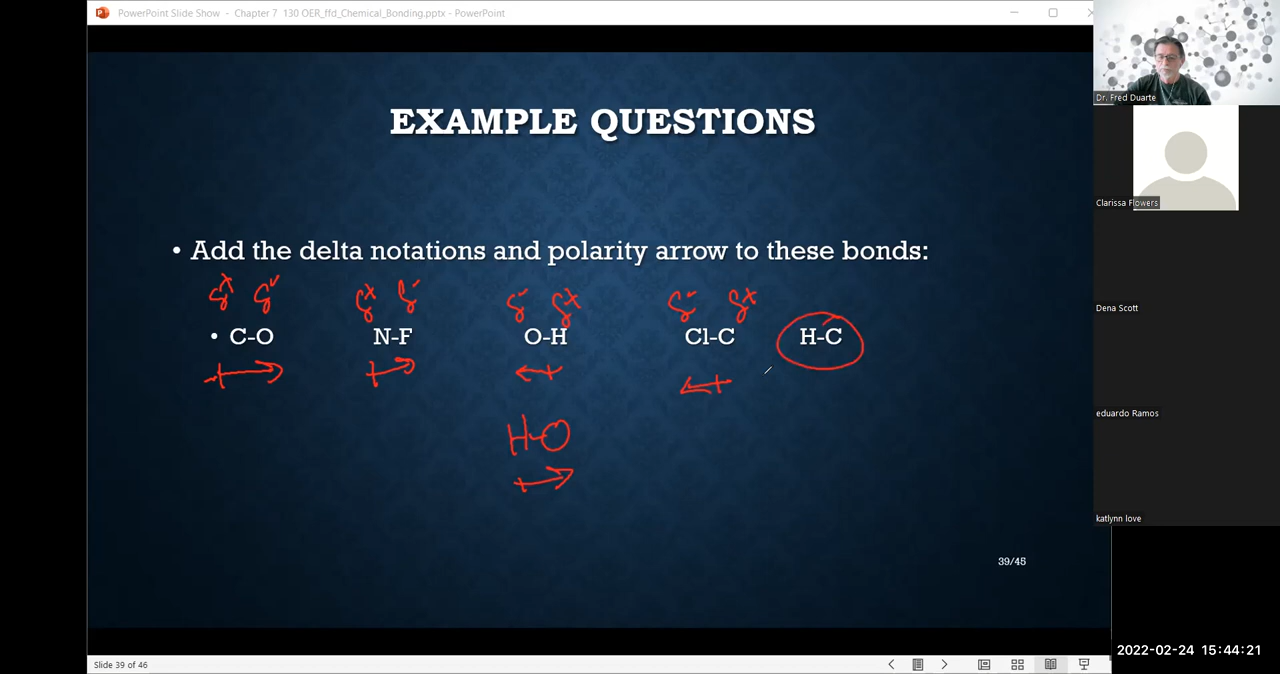 PowerPoint Slide Show - Chapter 7 130 OER_ffd_Chemical_Bonding.pptx - PowerPoint
EXAMPLE QUESTIONS
• Add the delta notations and polarity arrow to these bonds:
δ+ δ- δ+ δ- δ- δ+ δ- δ+
• C-O N-F O-H Cl-C H-C
H-O
39/45
Slide 39 of 46
Dr. Fred Duarte
Clarissa Flowers
Dena Scott
eduardo Ramos
katlynn love
2022-02-24 15:44:21